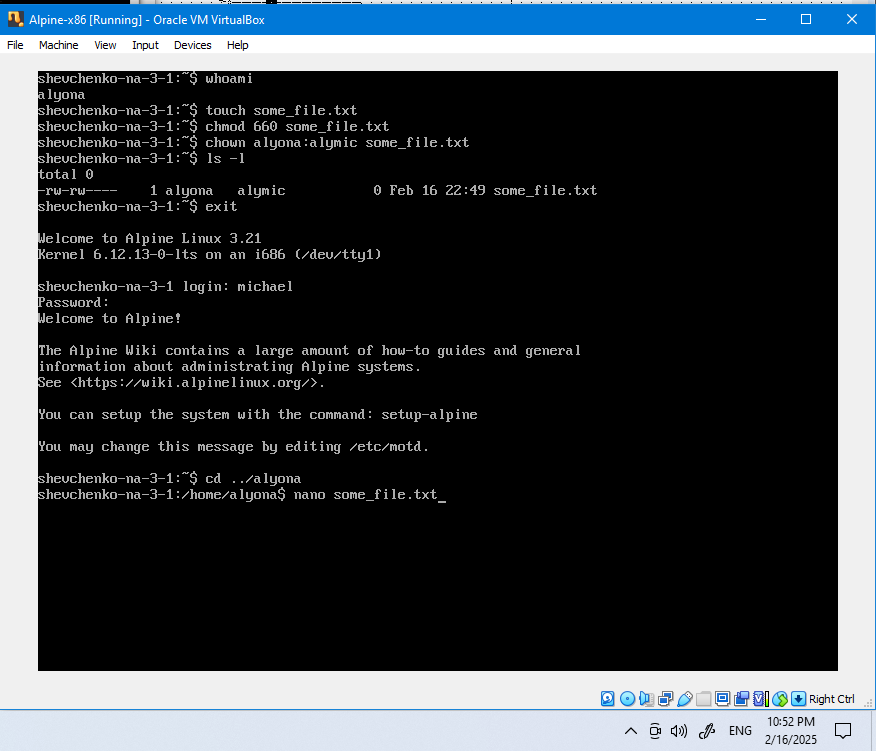 Alpine-x86 [Running] - Oracle VM VirtualBox
File Machine View Input Devices Help
shevchenko-na-3-1:~$ whoami
alyona
shevchenko-na-3-1:~$ touch some_file.txt
shevchenko-na-3-1:~$ chmod 660 some_file.txt
shevchenko-na-3-1:~$ chown alyona:alymic some_file.txt
shevchenko-na-3-1:~$ ls -l
total 0
-rw-rw---- 1 alyona alymic 0 Feb 16 22:49 some_file.txt
shevchenko-na-3-1:~$ exit
Welcome to Alpine Linux 3.21
Kernel 6.12.13-0-lts on an i686 (/dev/tty1)
shevchenko-na-3-1 login: michael
Password:
Welcome to Alpine!
The Alpine Wiki contains a large amount of how-to guides and general
information about administrating Alpine systems.
See <https://wiki.alpinelinux.org/>.
You can setup the system with the command: setup-alpine
You may change this message by editing /etc/motd.
shevchenko-na-3-1:~$ cd ../alyona
shevchenko-na-3-1:/home/alyona$ nano some_file.txt_
Right Ctrl
ENG
10:52 PM
2/16/2025